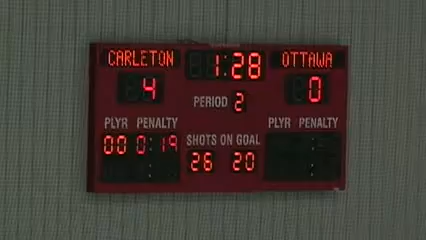 CARLETON 1:28 OTTAWA
4 0
PERIOD 2
PLYR PENALTY PLYR PENALTY
00 0:19 SHOTS ON GOAL
26 20